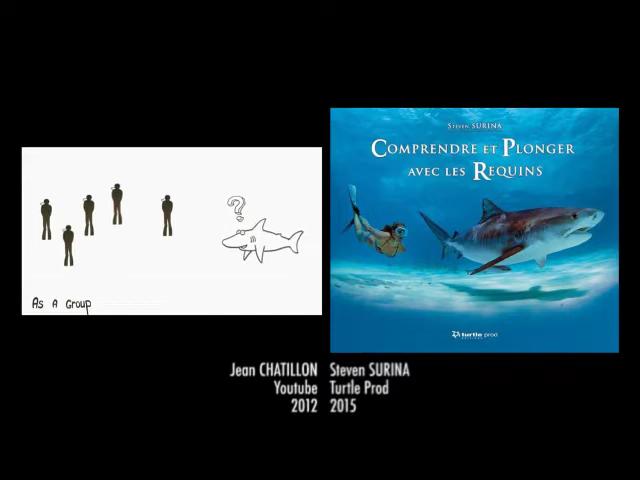 ?
As A Group
Steven SURINA
COMPRENDRE ET PLONGER
AVEC LES REQUINS
turtle prod
Jean CHATILLON
Youtube
2012
Steven SURINA
Turtle Prod
2015